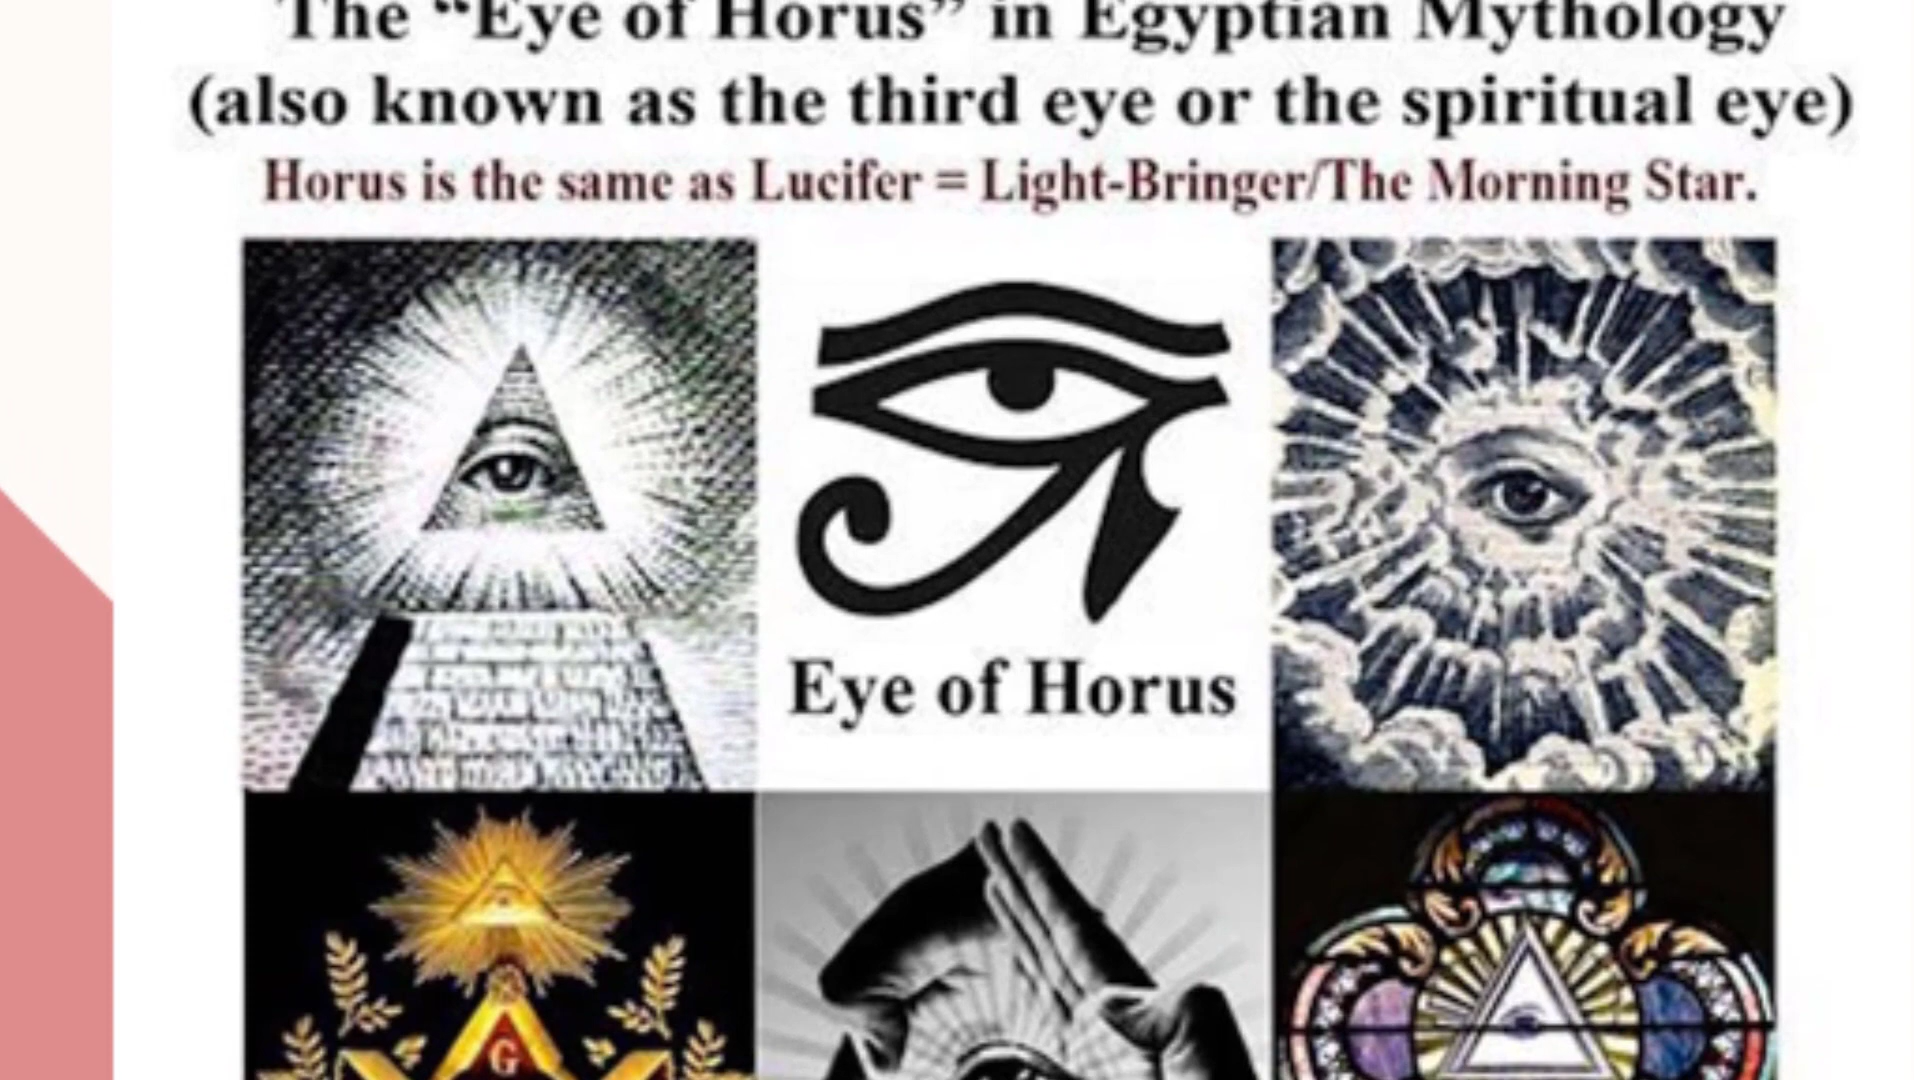 The “Eye of Horus” in Egyptian Mythology
(also known as the third eye or the spiritual eye)
Horus is the same as Lucifer = Light-Bringer/The Morning Star.
Eye of Horus
G